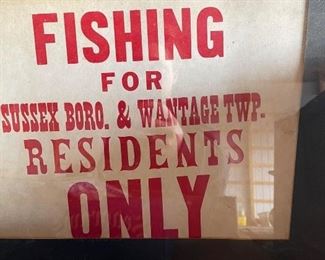 FISHING
FOR
SUSSEX BORO. & WANTAGE TWP.
RESIDENTS
ONLY